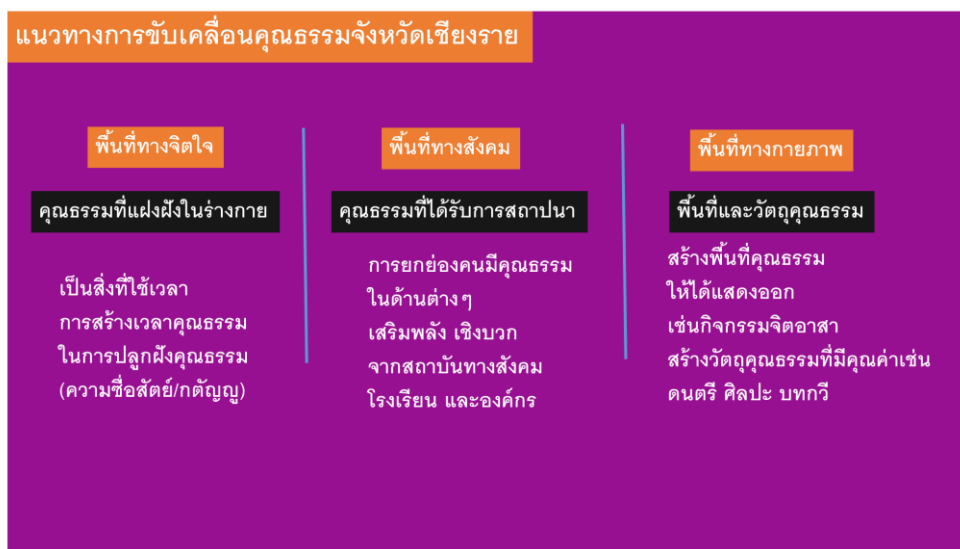 แนวทางการขับเคลื่อนคุณธรรมจังหวัดเชียงราย
พื้นที่ทางจิตใจ
คุณธรรมที่แฝงฝังในร่างกาย
เป็นสิ่งที่ใช้เวลา
การสร้างเวลาคุณธรรม
ในการปลูกฝังคุณธรรม
(ความซื่อสัตย์/กตัญญู)
พื้นที่ทางสังคม
คุณธรรมที่ได้รับการสถาปนา
การยกย่องคนมีคุณธรรม
ในด้านต่างๆ
เสริมพลัง เชิงบวก
จากสถาบันทางสังคม
โรงเรียน และองค์กร
พื้นที่ทางกายภาพ
พื้นที่และวัตถุคุณธรรม
สร้างพื้นที่คุณธรรม
ให้ได้แสดงออก
เช่นกิจกรรมจิตอาสา
สร้างวัตถุคุณธรรมที่มีคุณค่าเช่น
ดนตรี ศิลปะ บทกวี